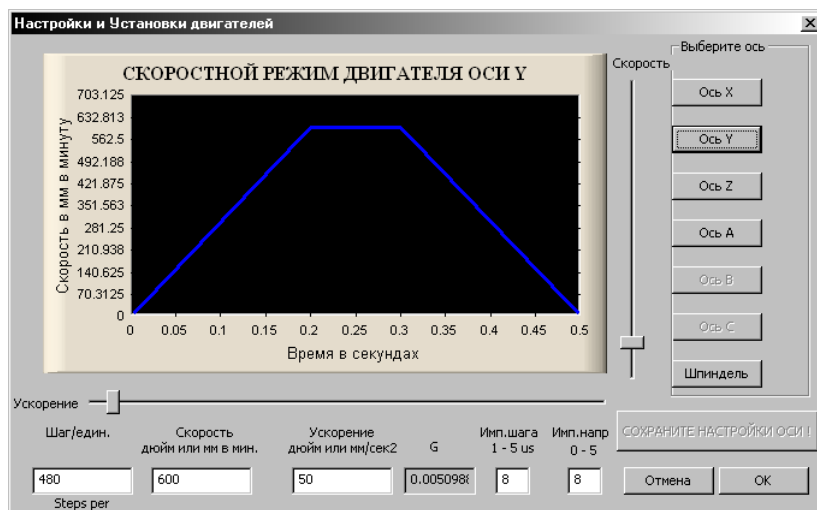 Настройки и Установки двигателей
СКОРОСТНОЙ РЕЖИМ ДВИГАТЕЛЯ ОСИ Y
Скорость в мм в минуту
703.125
632.813
562.5
492.188
421.875
351.563
281.25
210.938
140.625
70.3125
0
0 0.05 0.1 0.15 0.2 0.25 0.3 0.35 0.4 0.45 0.5
Время в секундах
Скорость
Выберите ось
Ось X
Ось Y
Ось Z
Ось A
Ось B
Ось C
Шпиндель
Ускорение
Шаг/един.
480
Steps per
Скорость
дюйм или мм в мин.
600
Ускорение
дюйм или мм/сек2
50
G
0.005098
Имп.шага
1 - 5 us
8
Имп.напр
0 - 5
8
СОХРАНИТЕ НАСТРОЙКИ ОСИ !
Отмена
OK